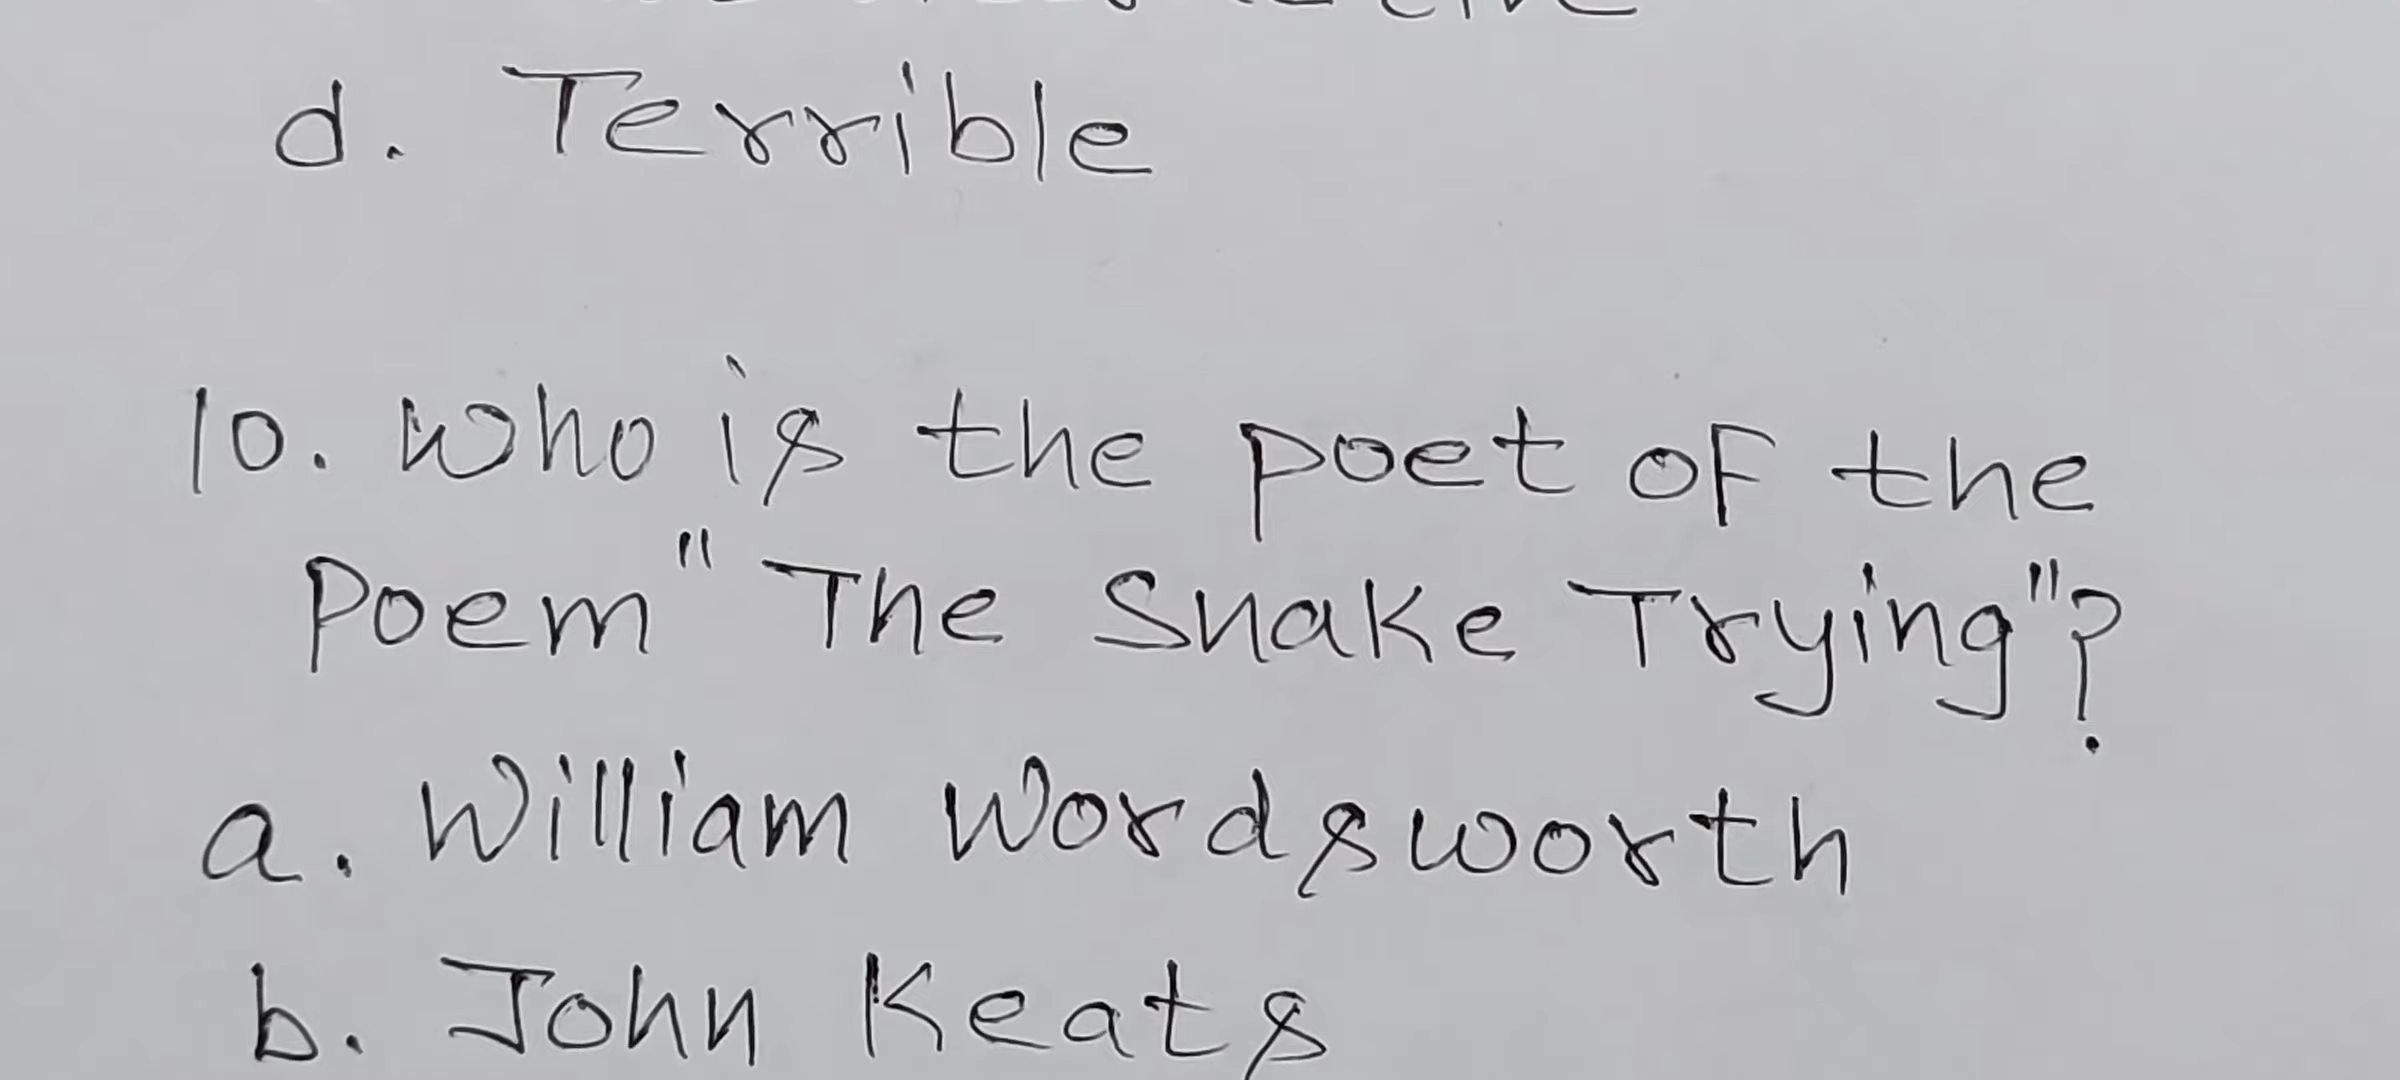 d. Terrible
10. Who is the poet of the
Poem "The Snake Trying"?
a. William Wordsworth
b. John Keats